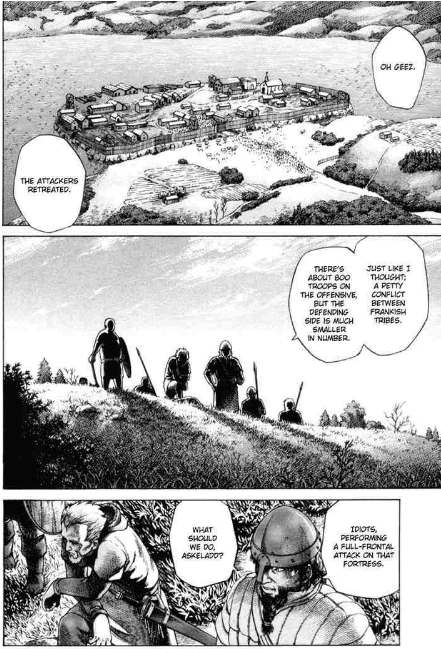 OH GEEZ.
THE ATTACKERS
RETREATED.
JUST LIKE I
THOUGHT;
A PETTY
CONFLICT
BETWEEN
FRANKISH
TRIBES.
THERE'S
ABOUT 800
TROOPS ON
THE OFFENSIVE,
BUT THE
DEFENDING
SIDE IS MUCH
SMALLER
IN NUMBER.
IDIOTS,
PERFORMING
A FULL-FRONTAL
ATTACK ON THAT
FORTRESS.
WHAT
SHOULD
WE DO,
ASKELADD?